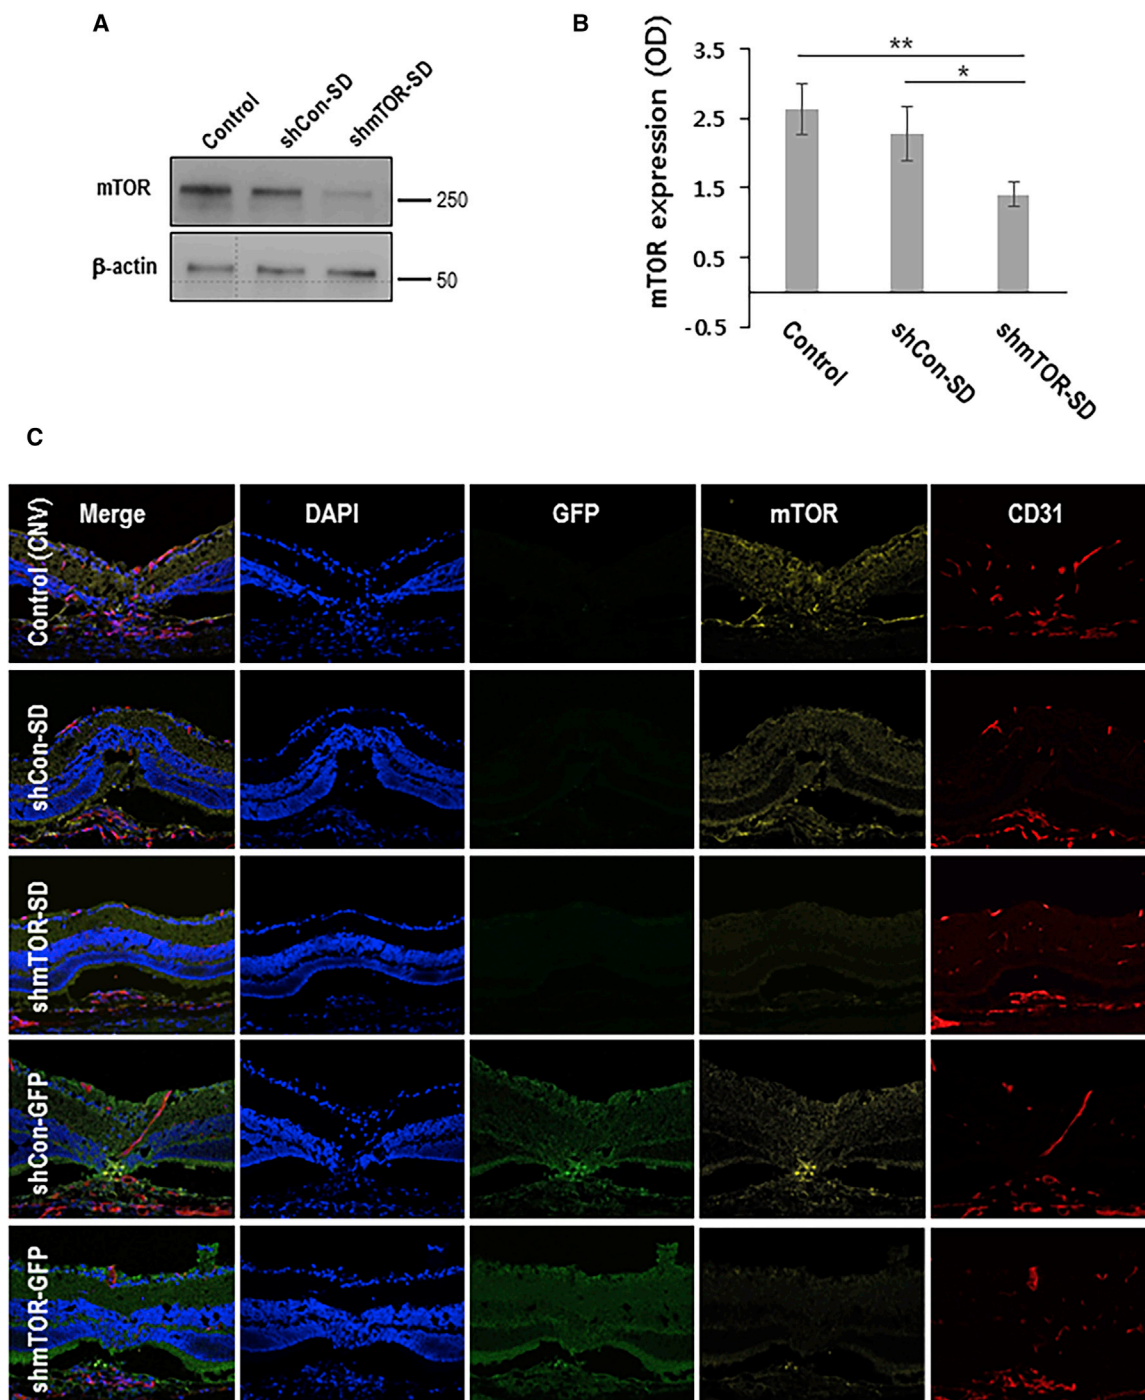 A
Control
shCon-SD
shmTOR-SD
mTOR
250
β-actin
50
B
mTOR expression (OD)
3.5
2.5
1.5
0.5
-0.5
**
*
Control
shCon-SD
shmTOR-SD
C
Control (CNV)
Merge
DAPI
GFP
mTOR
CD31
shCon-SD
shmTOR-SD
shCon-GFP
shmTOR-GFP